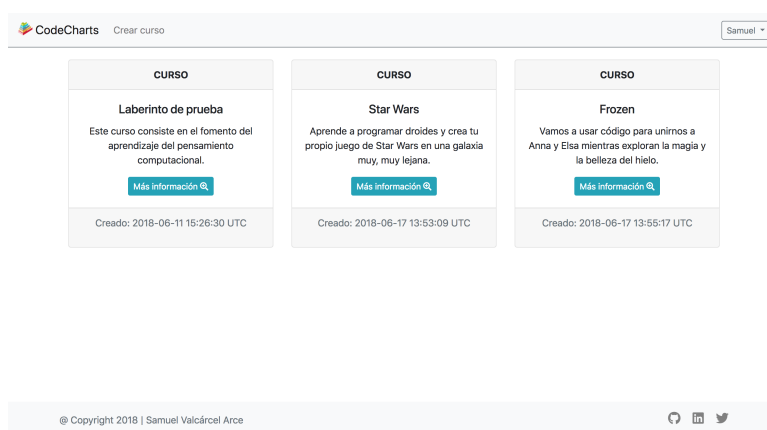 CodeCharts Crear curso Samuel
CURSO
Laberinto de prueba
Este curso consiste en el fomento del
aprendizaje del pensamiento
computacional.
Más información
Creado: 2018-06-11 15:26:30 UTC
CURSO
Star Wars
Aprende a programar droides y crea tu
propio juego de Star Wars en una galaxia
muy, muy lejana.
Más información
Creado: 2018-06-17 13:53:09 UTC
CURSO
Frozen
Vamos a usar código para unirnos a
Anna y Elsa mientras exploran la magia y
la belleza del hielo.
Más información
Creado: 2018-06-17 13:55:17 UTC
@ Copyright 2018 | Samuel Valcárcel Arce